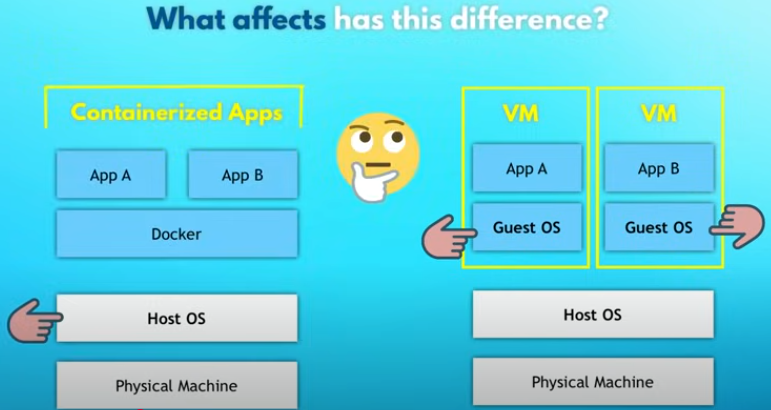 What affects has this difference?
Containerized Apps
App A
App B
Docker
Host OS
Physical Machine
VM
App A
Guest OS
VM
App B
Guest OS
Host OS
Physical Machine